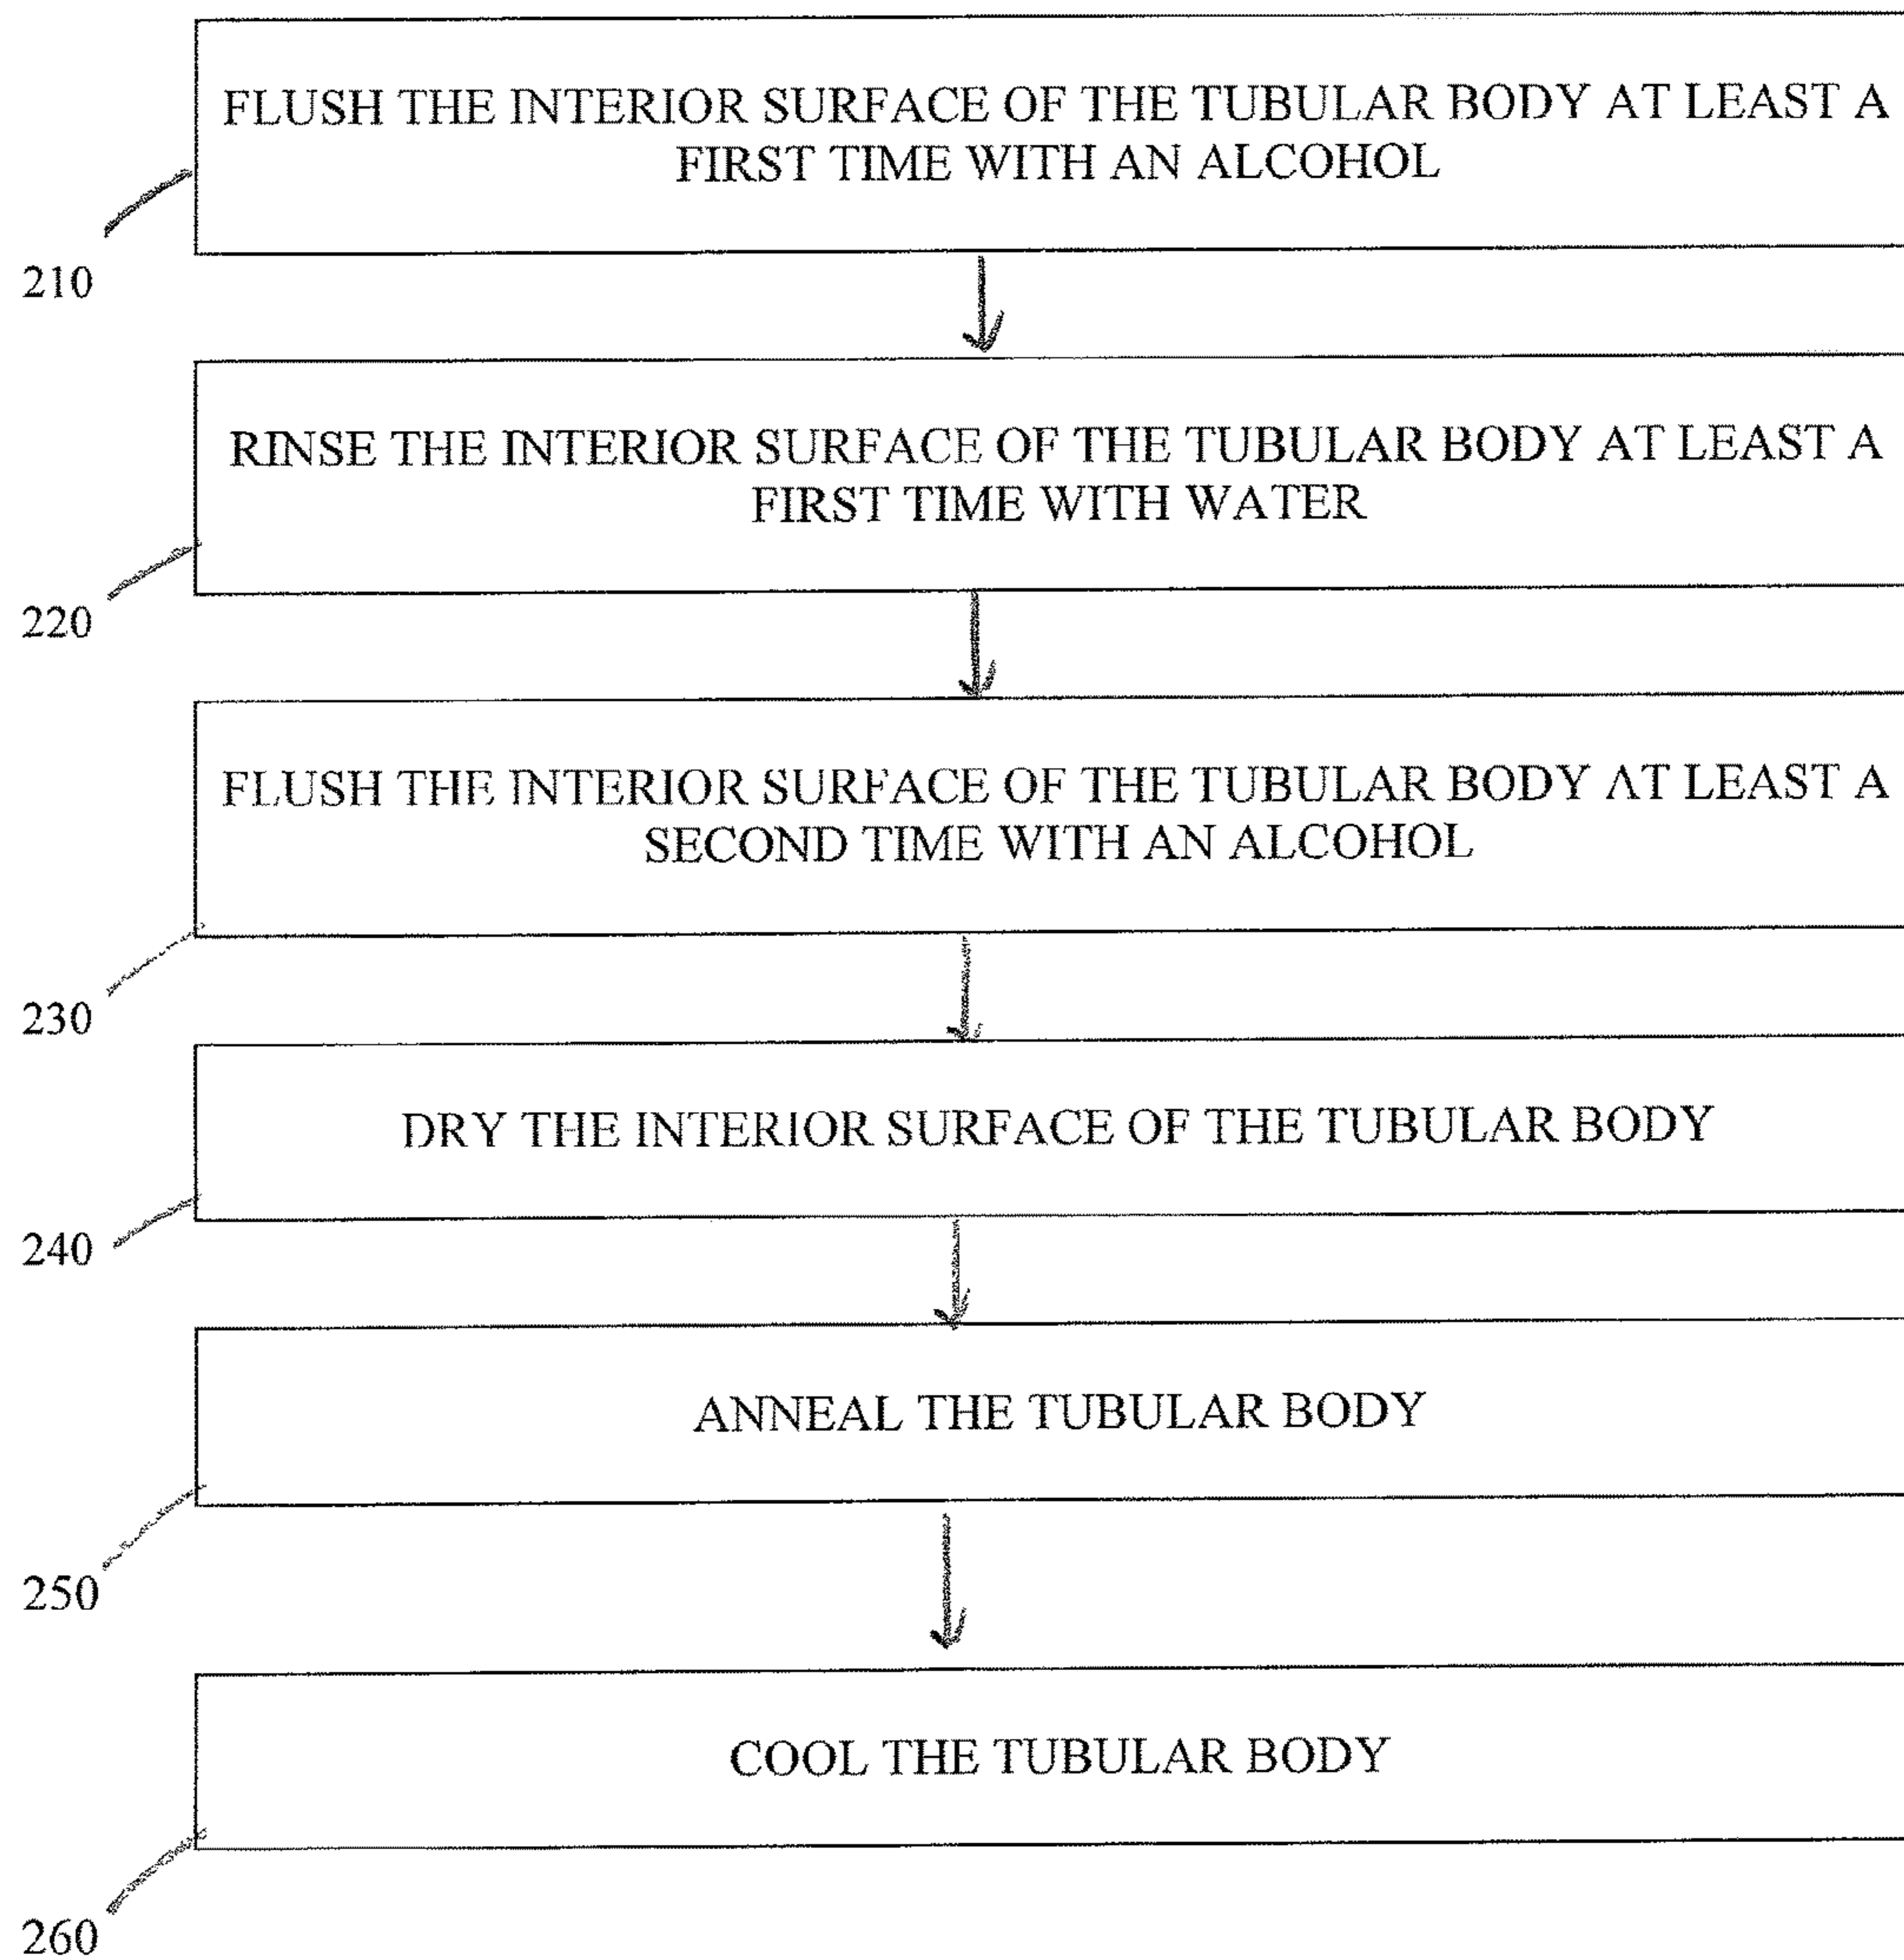 FLUSH THE INTERIOR SURFACE OF THE TUBULAR BODY AT LEAST A
FIRST TIME WITH AN ALCOHOL
210
RINSE THE INTERIOR SURFACE OF THE TUBULAR BODY AT LEAST A
FIRST TIME WITH WATER
220
FLUSH THE INTERIOR SURFACE OF THE TUBULAR BODY AT LEAST A
SECOND TIME WITH AN ALCOHOL
230
DRY THE INTERIOR SURFACE OF THE TUBULAR BODY
240
ANNEAL THE TUBULAR BODY
250
COOL THE TUBULAR BODY
260